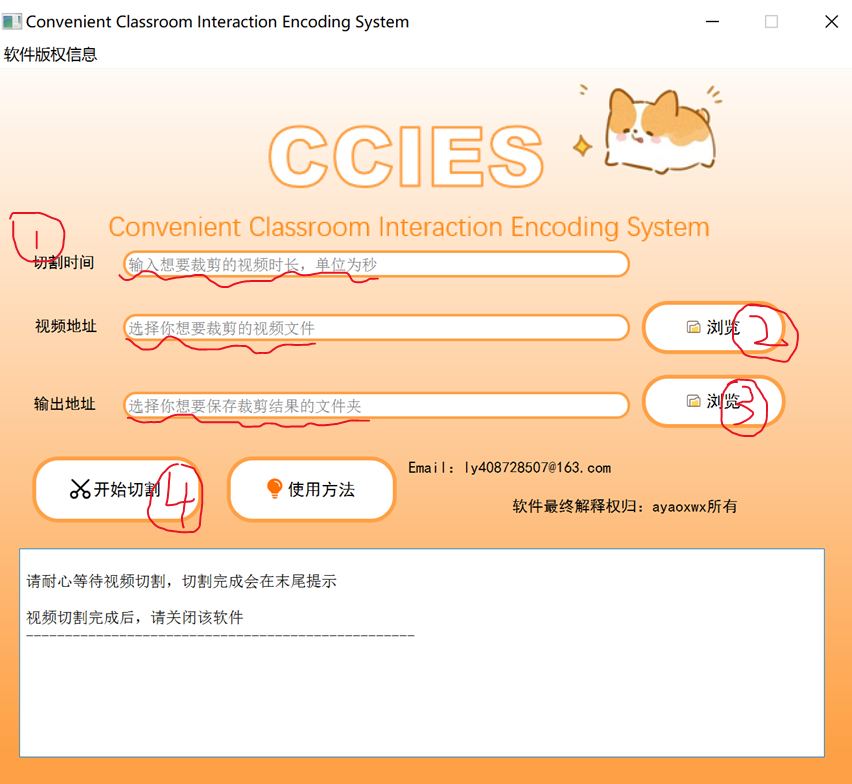 Convenient Classroom Interaction Encoding System
软件版权信息
CCIES
Convenient Classroom Interaction Encoding System
1
切割时间 输入想要裁剪的视频时长，单位为秒
视频地址 选择你想要裁剪的视频文件 浏览 2
输出地址 选择你想要保存裁剪结果的文件夹 浏览 3
开始切割 4 使用方法 Email：ly408728507@163.com
软件最终解释权归：ayaoxwx所有
请耐心等待视频切割，切割完成会在末尾提示
视频切割完成后，请关闭该软件
--------------------------------------------------